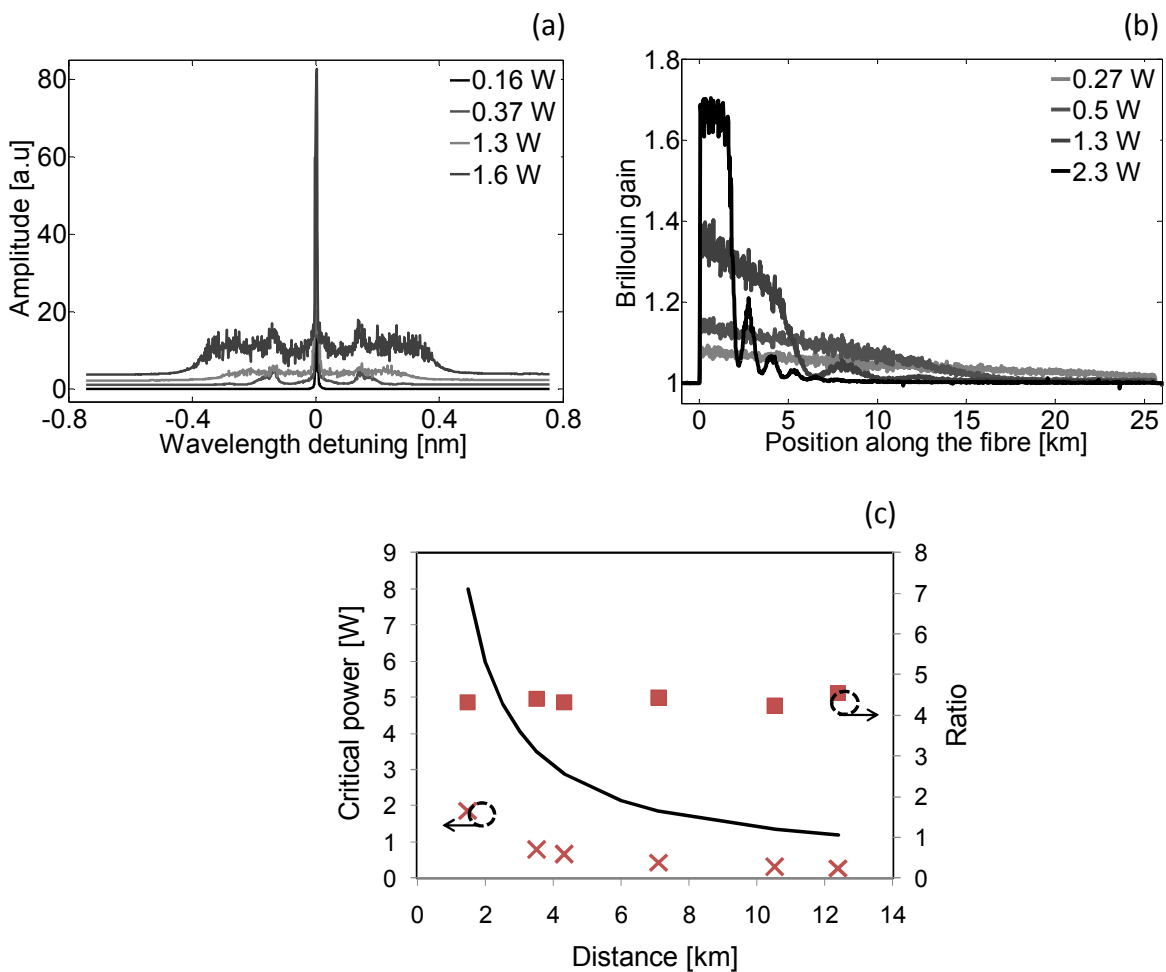 (a)
80
60
40
20
0
Amplitude [a.u]
0.16 W
0.37 W
1.3 W
1.6 W
-0.8
-0.4
0
0.4
0.8
Wavelength detuning [nm]
(b)
1.8
1.6
1.4
1.2
1
Brillouin gain
0.27 W
0.5 W
1.3 W
2.3 W
0
5
10
15
20
25
Position along the fibre [km]
(c)
9
8
7
6
5
4
3
2
1
0
Critical power [W]
8
7
6
5
4
3
2
1
0
Ratio
0
2
4
6
8
10
12
14
Distance [km]